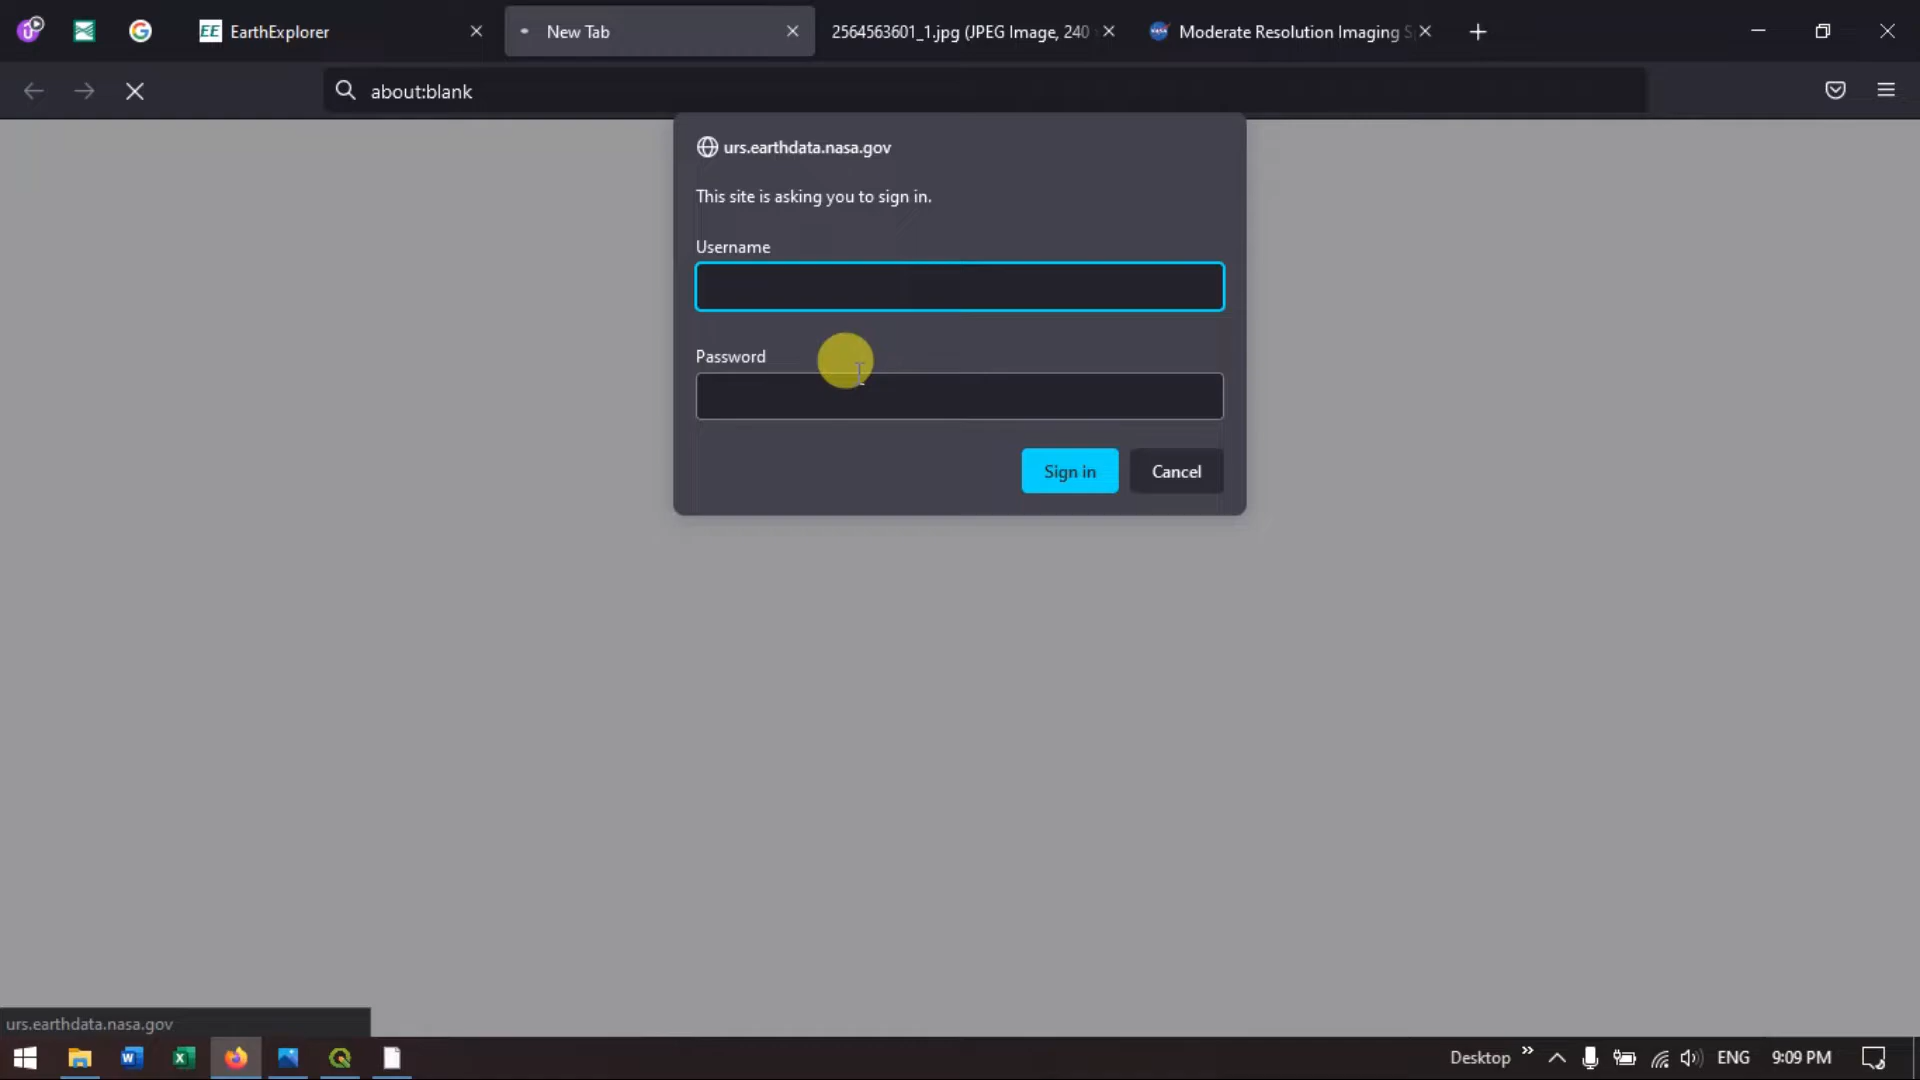 EE EarthExplorer
New Tab
2564563601_1.jpg (JPEG Image, 240
Moderate Resolution Imaging S
about:blank
urs.earthdata.nasa.gov
This site is asking you to sign in.
Username
Password
Sign in
Cancel
urs.earthdata.nasa.gov
Desktop
ENG
9:09 PM